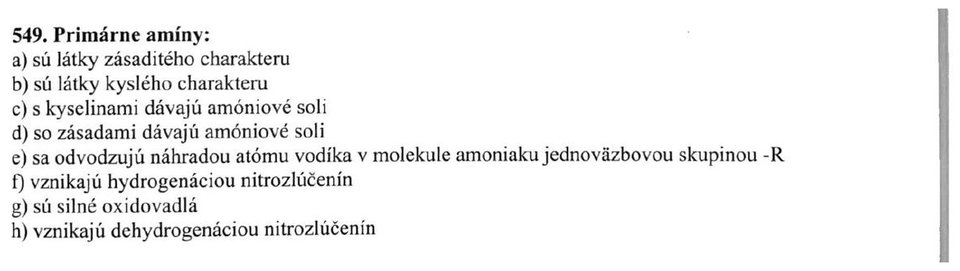 549. Primárne amíny:
a) sú látky zásaditého charakteru
b) sú látky kyslého charakteru
c) s kyselinami dávajú amóniové soli
d) so zásadami dávajú amóniové soli
e) sa odvodzujú náhradou atómu vodíka v molekule amoniaku jednoväzbovou skupinou -R
f) vznikajú hydrogenáciou nitrozlúčenín
g) sú silné oxidovadlá
h) vznikajú dehydrogenáciou nitrozlúčenín